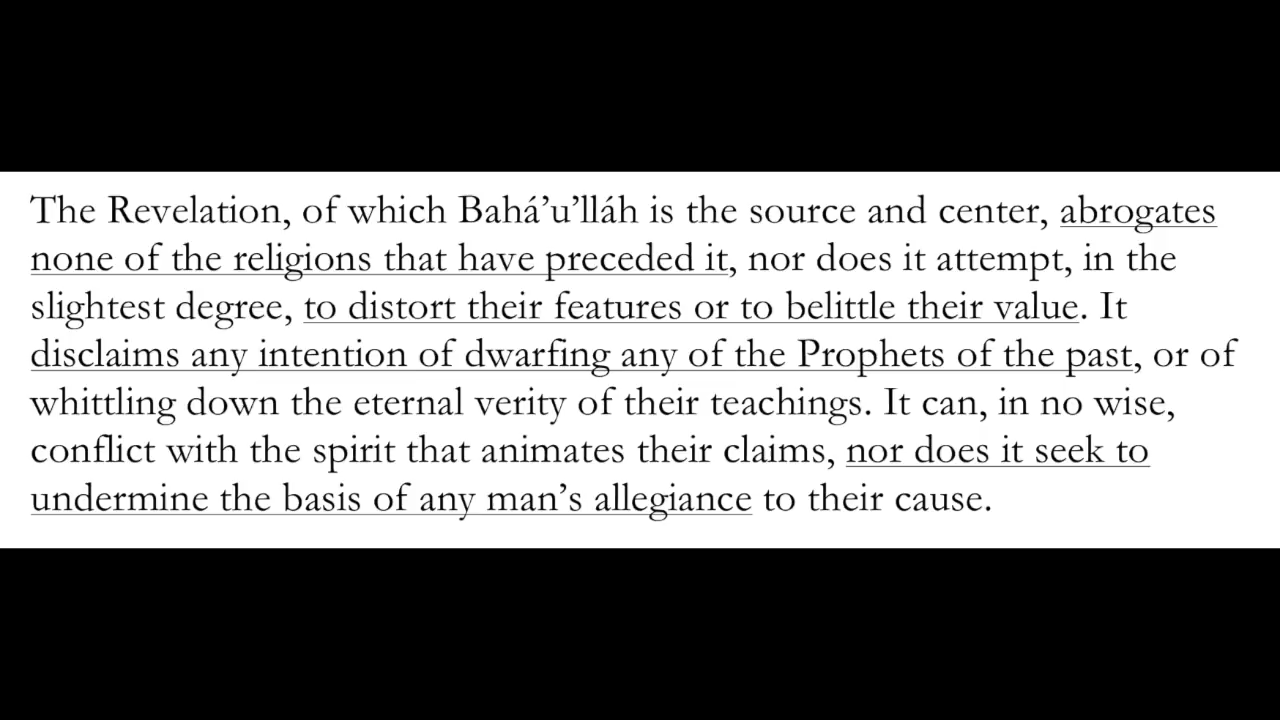 The Revelation, of which Bahá’u’lláh is the source and center, abrogates
none of the religions that have preceded it, nor does it attempt, in the
slightest degree, to distort their features or to belittle their value. It
disclaims any intention of dwarfing any of the Prophets of the past, or of
whittling down the eternal verity of their teachings. It can, in no wise,
conflict with the spirit that animates their claims, nor does it seek to
undermine the basis of any man’s allegiance to their cause.